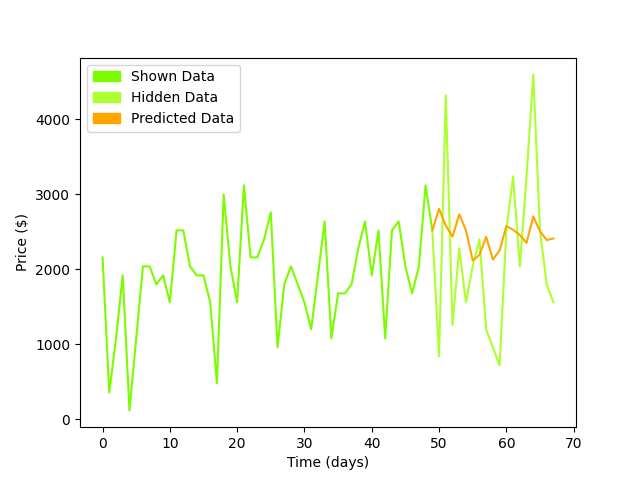 Shown Data
Hidden Data
Predicted Data
Price ($)
4000
3000
2000
1000
0
0 10 20 30 40 50 60 70
Time (days)